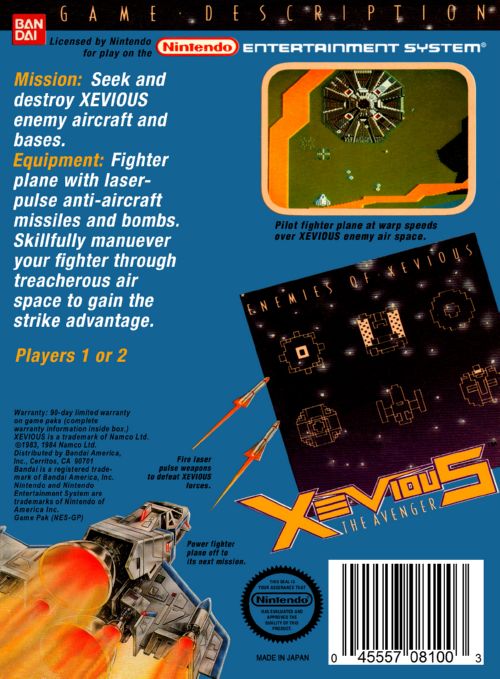 GAME · DESCRIPTION
BAN
DAI
Licensed by Nintendo
for play on the
Nintendo ENTERTAINMENT SYSTEM®
Mission: Seek and
destroy XEVIOUS
enemy aircraft and
bases.
Equipment: Fighter
plane with laser-
pulse anti-aircraft
missiles and bombs.
Skillfully manuever
your fighter through
treacherous air
space to gain the
strike advantage.
Players 1 or 2
Pilot fighter plane at warp speeds
over XEVIOUS enemy air space.
ENEMIES OF XEVIOUS
Warranty: 90-day limited warranty
on game paks (complete
warranty information inside box.)
XEVIOUS is a trademark of Namco Ltd.
©1983, 1984 Namco Ltd.
Distributed by Bandai America,
Inc., Cerritos, CA 90701
Bandai is a registered trade-
mark of Bandai America, Inc.
Nintendo and Nintendo
Entertainment System are
trademarks of Nintendo of
America Inc.
Game Pak (NES-GP)
Fire laser
pulse weapons
to defeat XEVIOUS
forces.
XEVIOUS
THE AVENGER
Power fighter
plane off to
its next mission.
THIS SEAL IS
YOUR ASSURANCE THAT
Nintendo
HAS EVALUATED AND
APPROVED THE
QUALITY OF THIS
PRODUCT.
MADE IN JAPAN
0 45557 08100 3